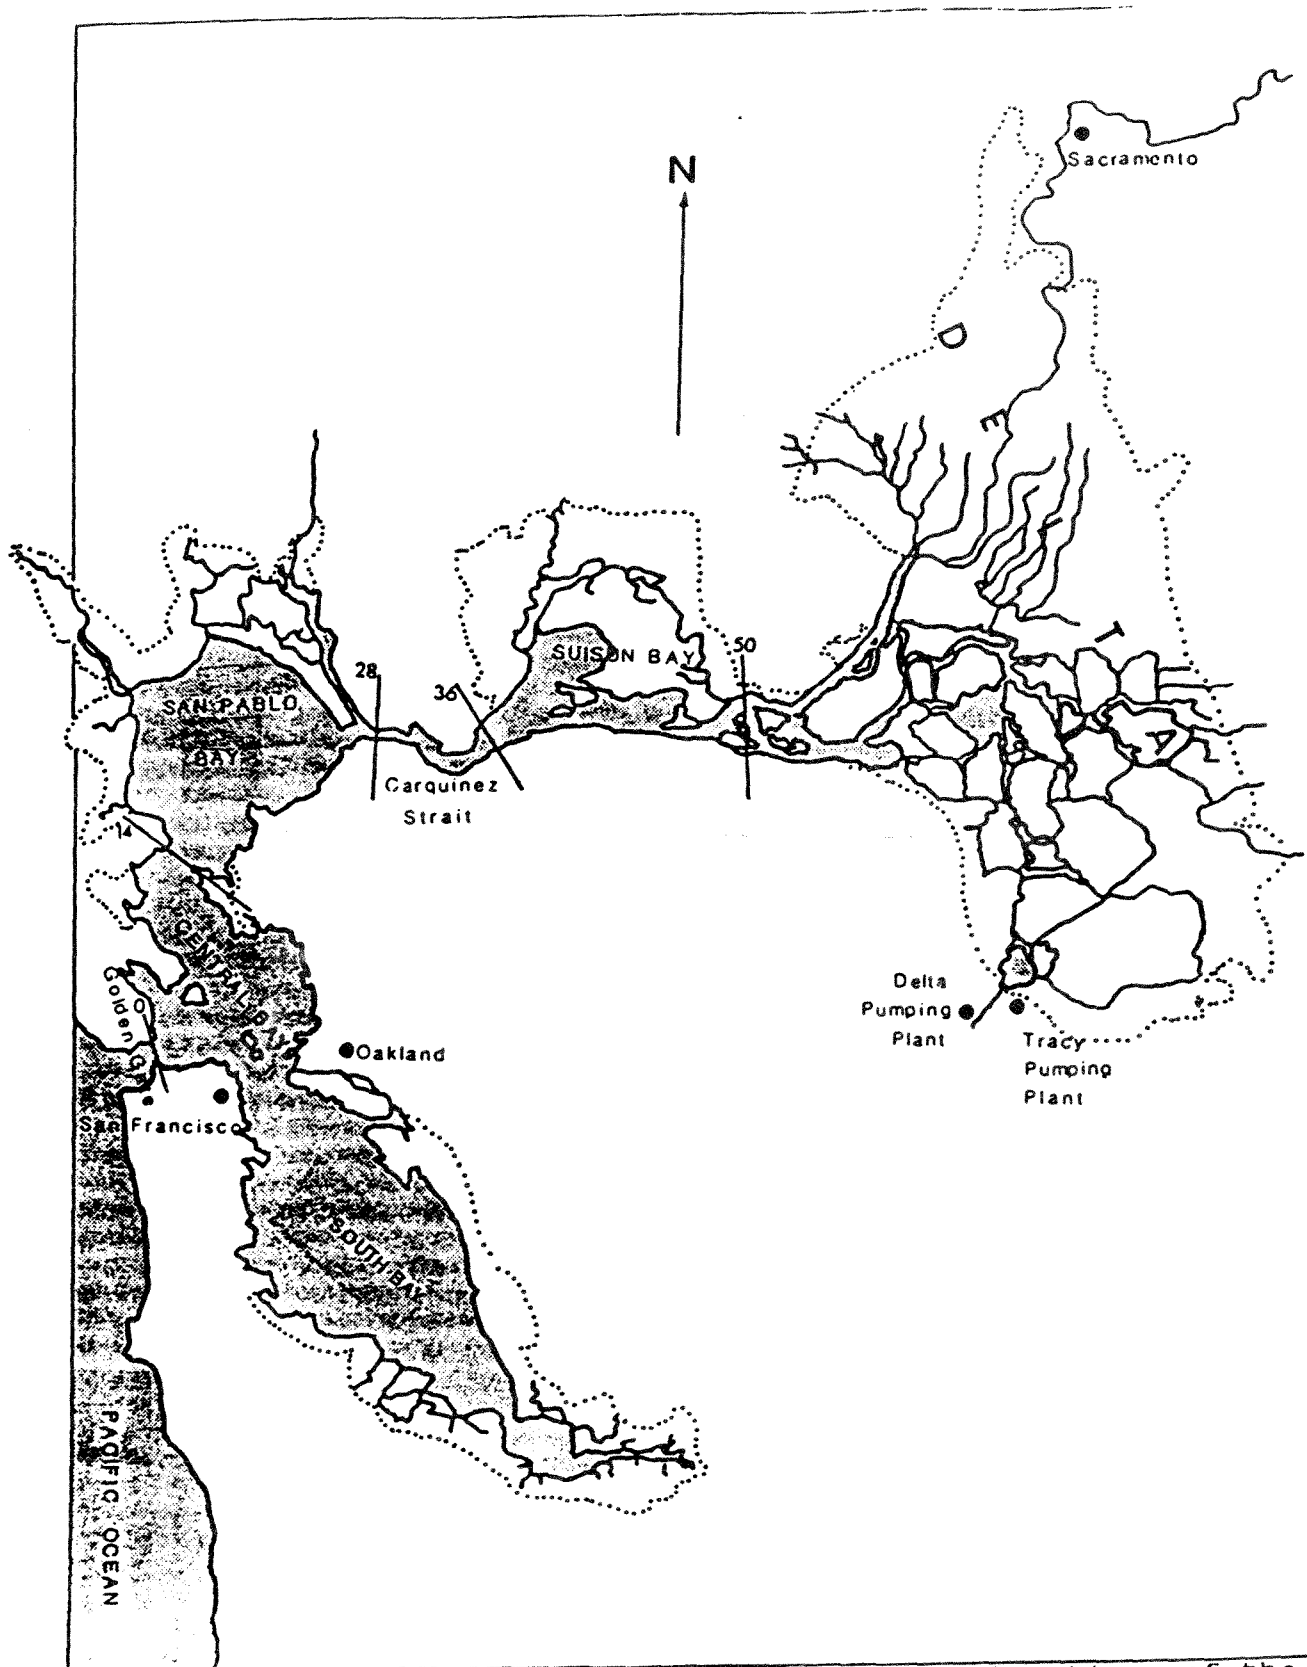 N
Sacramento
D
E
L
T
A
SUISUN BAY
50
28
36
SAN PABLO
BAY
Carquinez
Strait
14
CENTRAL BAY
Golden
0
Delta
Pumping
Plant
Tracy
Pumping
Plant
Oakland
San Francisco
SOUTH BAY
PACIFIC OCEAN